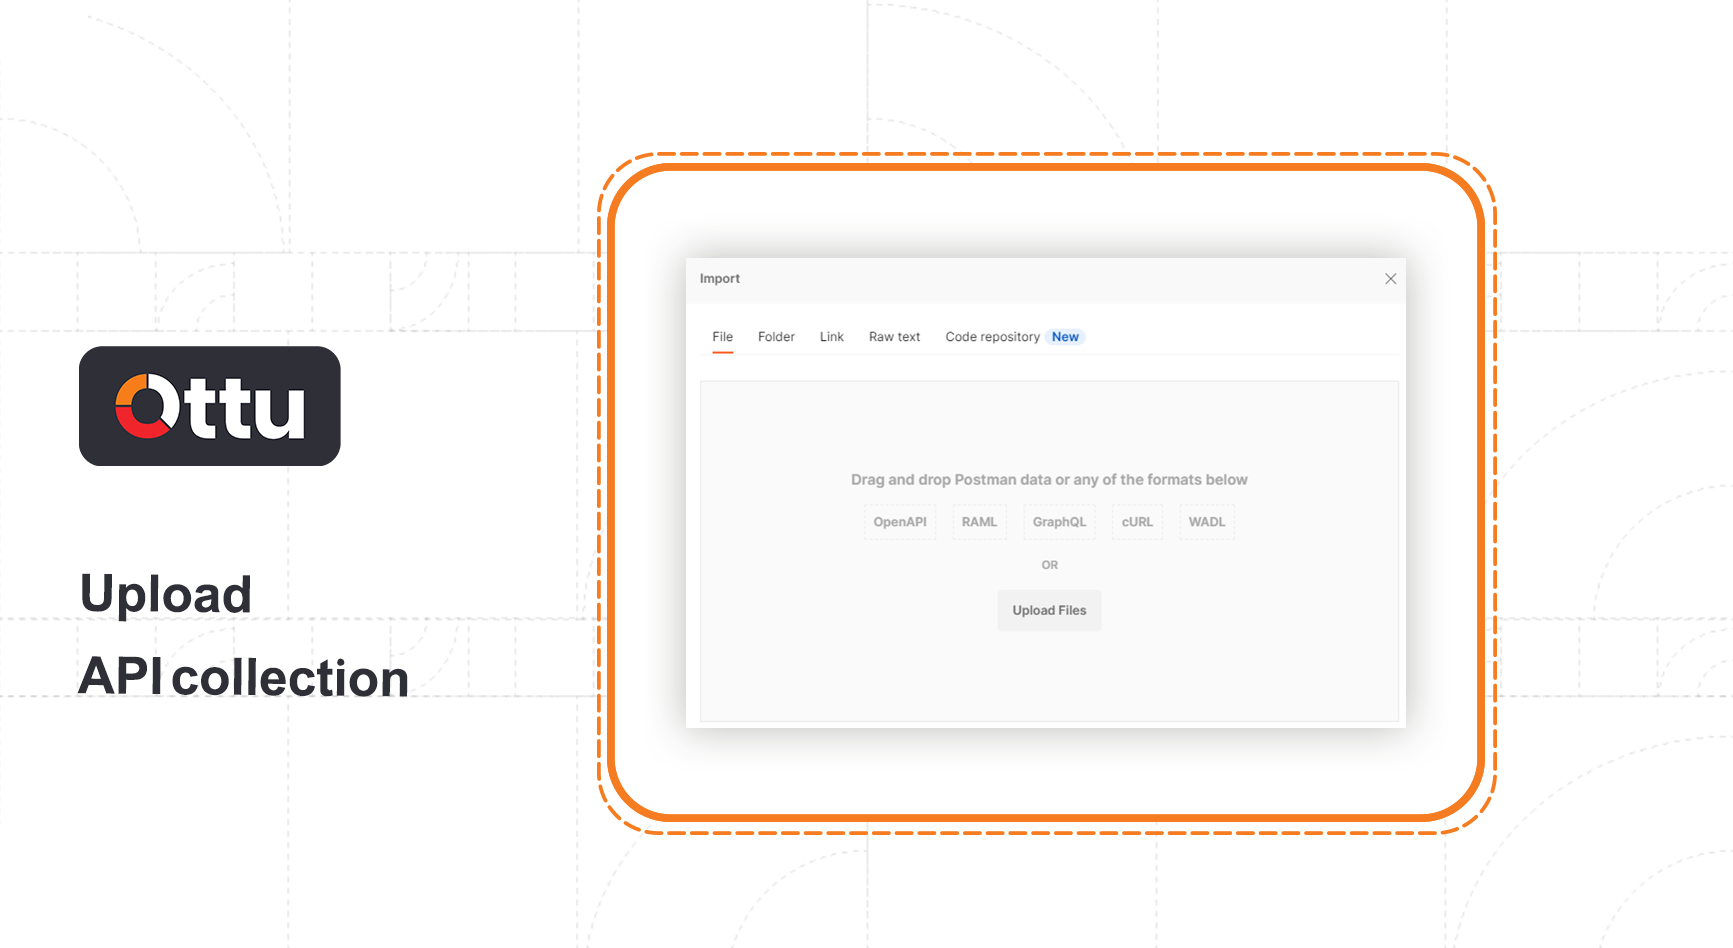 Ottu
Upload
API collection
Import
File Folder Link Raw text Code repository New
Drag and drop Postman data or any of the formats below
OpenAPI RAML GraphQL cURL WADL
OR
Upload Files